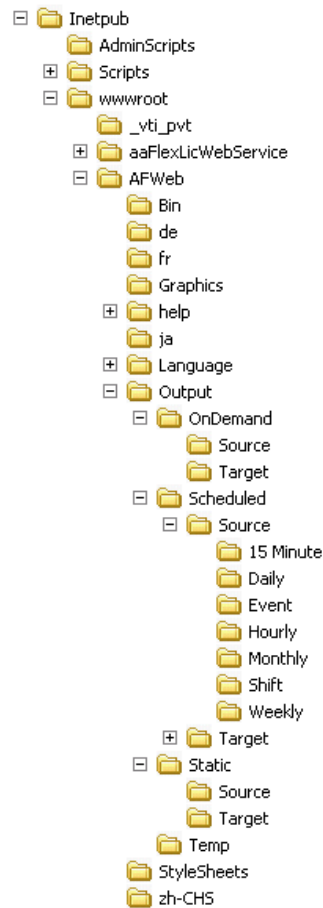 Inetpub
AdminScripts
Scripts
wwwroot
_vti_pvt
aaFlexLicWebService
AFWeb
Bin
de
fr
Graphics
help
ja
Language
Output
OnDemand
Source
Target
Scheduled
Source
15 Minute
Daily
Event
Hourly
Monthly
Shift
Weekly
Target
Static
Source
Target
Temp
StyleSheets
zh-CHS